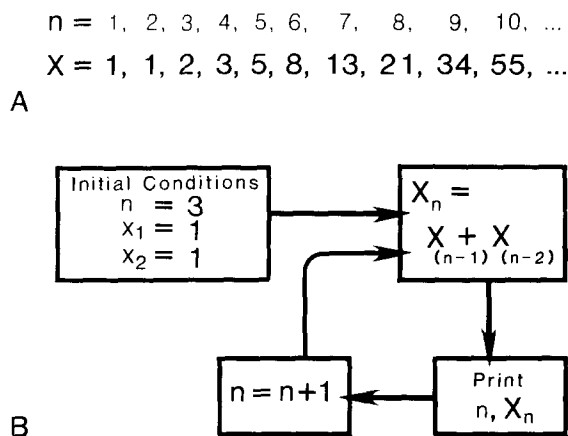 n = 1, 2, 3, 4, 5, 6, 7, 8, 9, 10, ...
X = 1, 1, 2, 3, 5, 8, 13, 21, 34, 55, ...
A
Initial Conditions
n = 3
x₁ = 1
x₂ = 1
Xₙ =
X + X
(n-1) (n-2)
n = n+1
Print
n, Xₙ
B